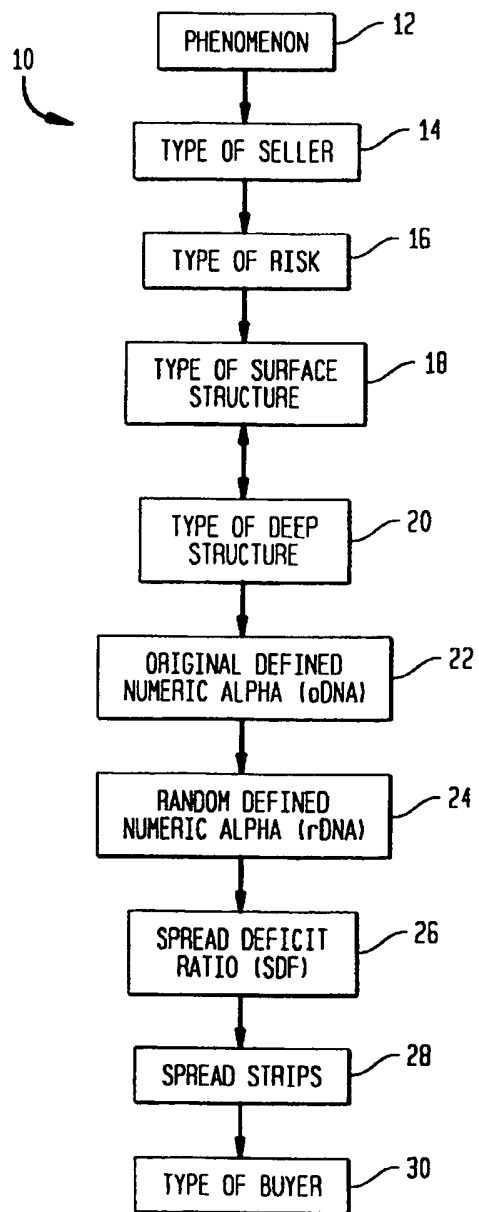 PHENOMENON
12
10
TYPE OF SELLER
14
TYPE OF RISK
16
TYPE OF SURFACE
STRUCTURE
18
TYPE OF DEEP
STRUCTURE
20
ORIGINAL DEFINED
NUMERIC ALPHA (oDNA)
22
RANDOM DEFINED
NUMERIC ALPHA (rDNA)
24
SPREAD DEFICIT
RATIO (SDF)
26
SPREAD STRIPS
28
TYPE OF BUYER
30